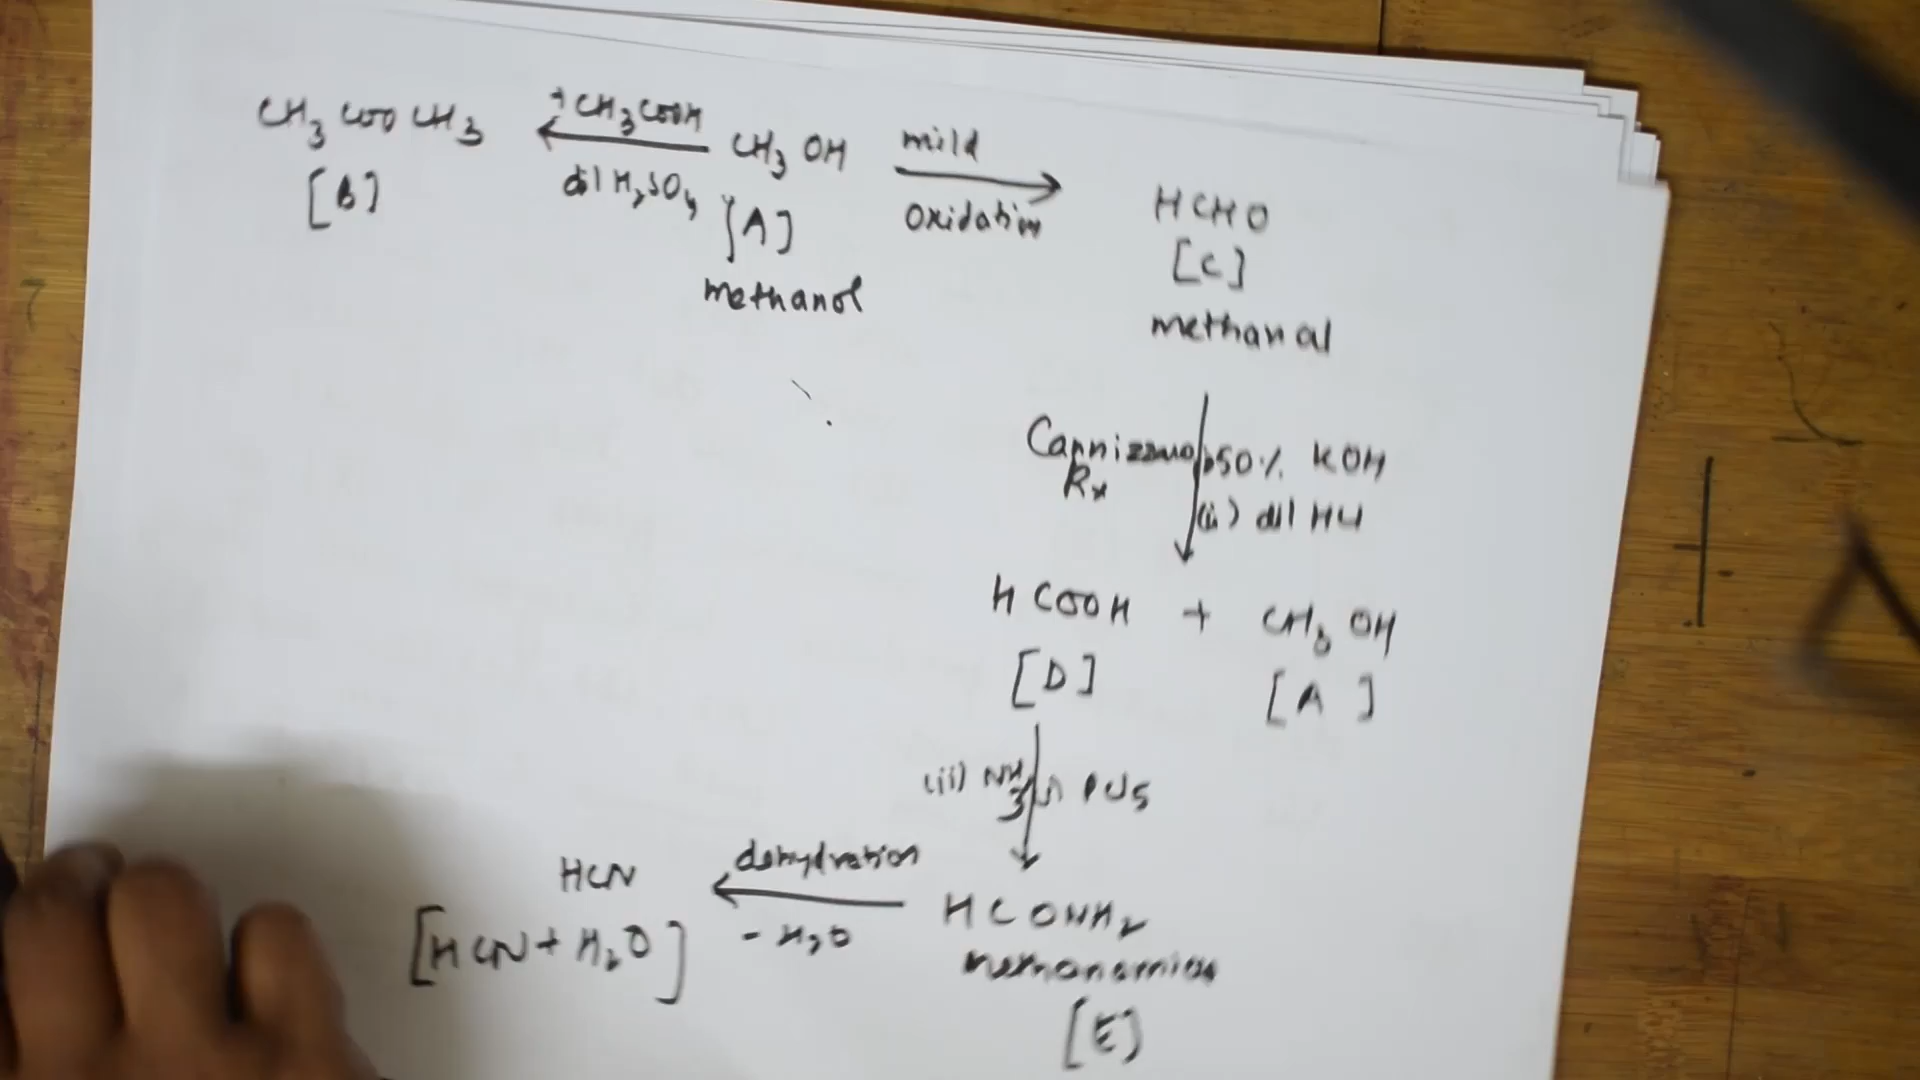 CH3COOCH3 +CH3COOH CH3OH mild
[B] dil H2SO4 [A] oxidation HCHO
methanol [C]
methanal
Cannizzaro 50% KOH
Rx (ii) dil HCl
HCOOH + CH3OH
[D] [A]
(ii) NH3 PCl5
HCN dehydration HCONH2
[HCN + H2O] - H2O
[E]